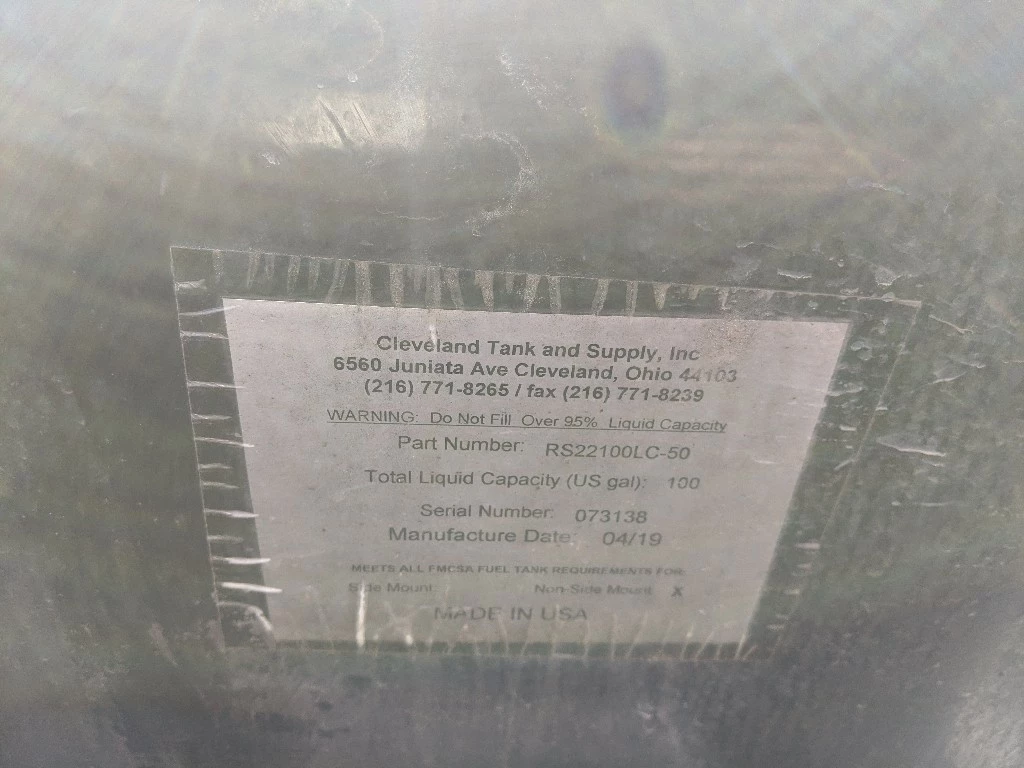 Cleveland Tank and Supply, Inc
6560 Juniata Ave Cleveland, Ohio 44103
(216) 771-8265 / fax (216) 771-8239
WARNING: Do Not Fill Over 95% Liquid Capacity
Part Number: RS22100LC-50
Total Liquid Capacity (US gal): 100
Serial Number: 073138
Manufacture Date: 04/19
MEETS ALL FMCSA FUEL TANK REQUIREMENTS FOR:
Side Mount Non-Side Mount X
MADE IN USA